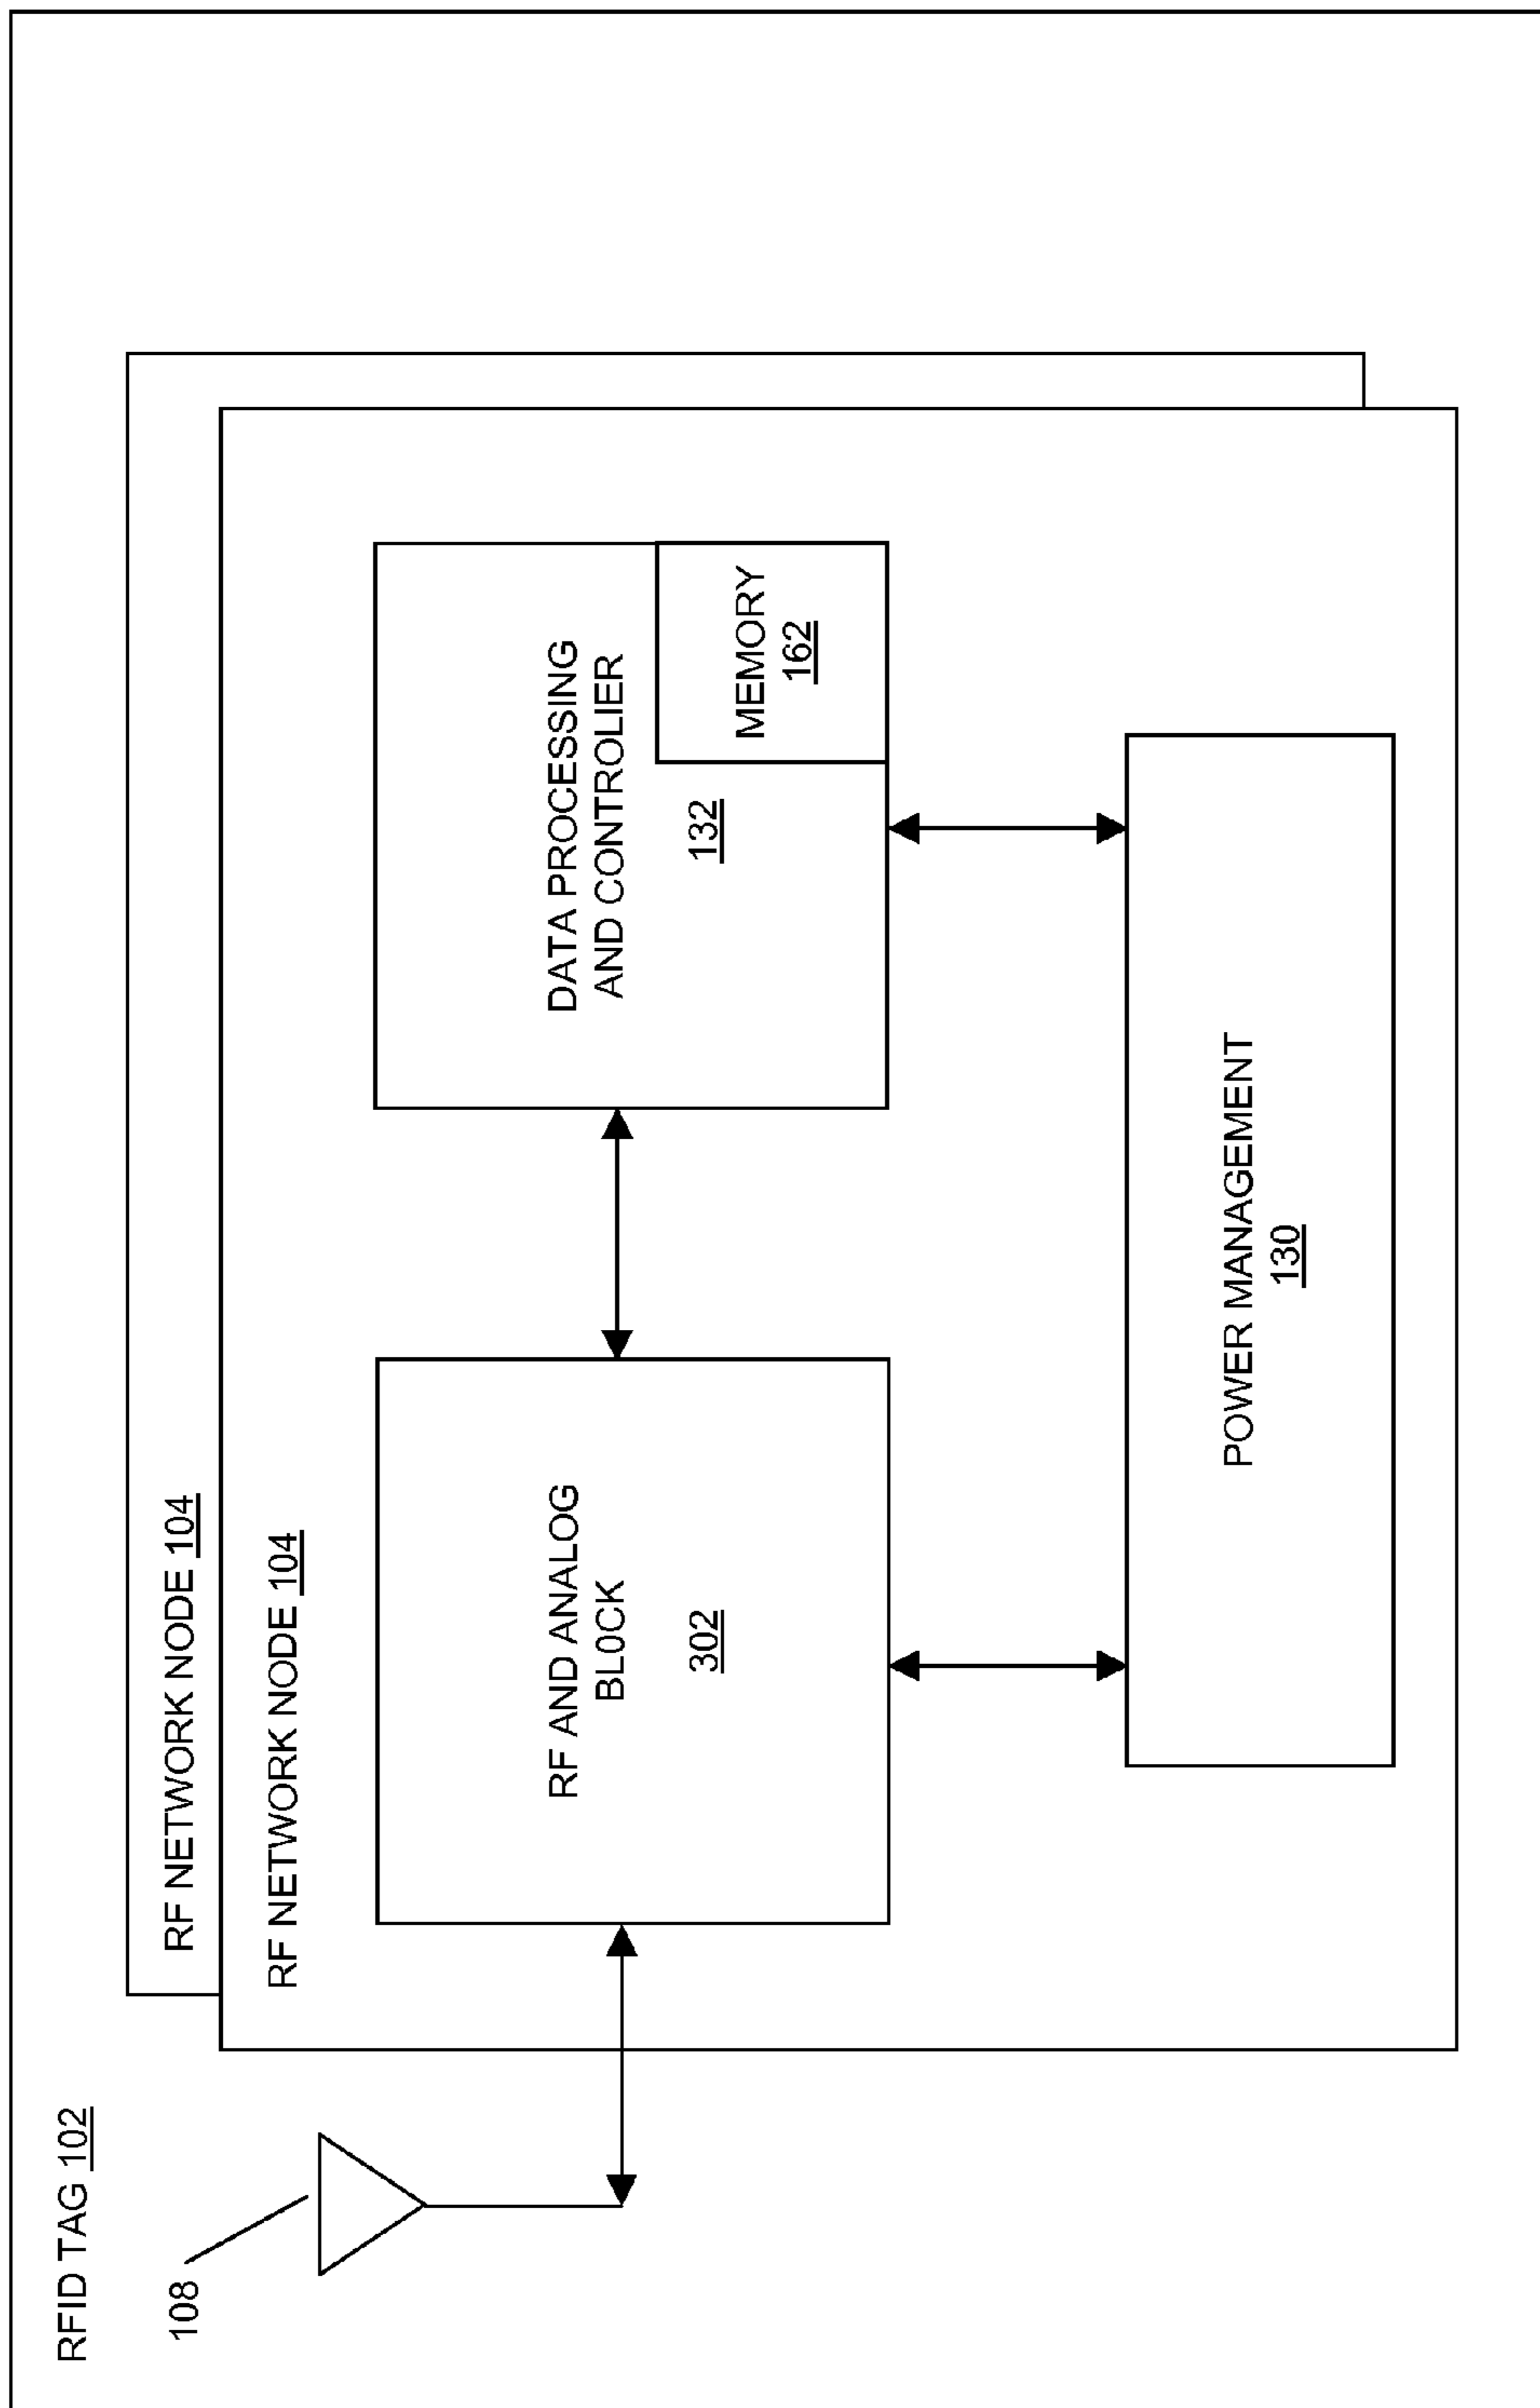 RFID TAG 102
108
RF NETWORK NODE 104
RF NETWORK NODE 104
RF AND ANALOG
BLOCK
302
DATA PROCESSING
AND CONTROLIER
132
MEMORY
162
POWER MANAGEMENT
130